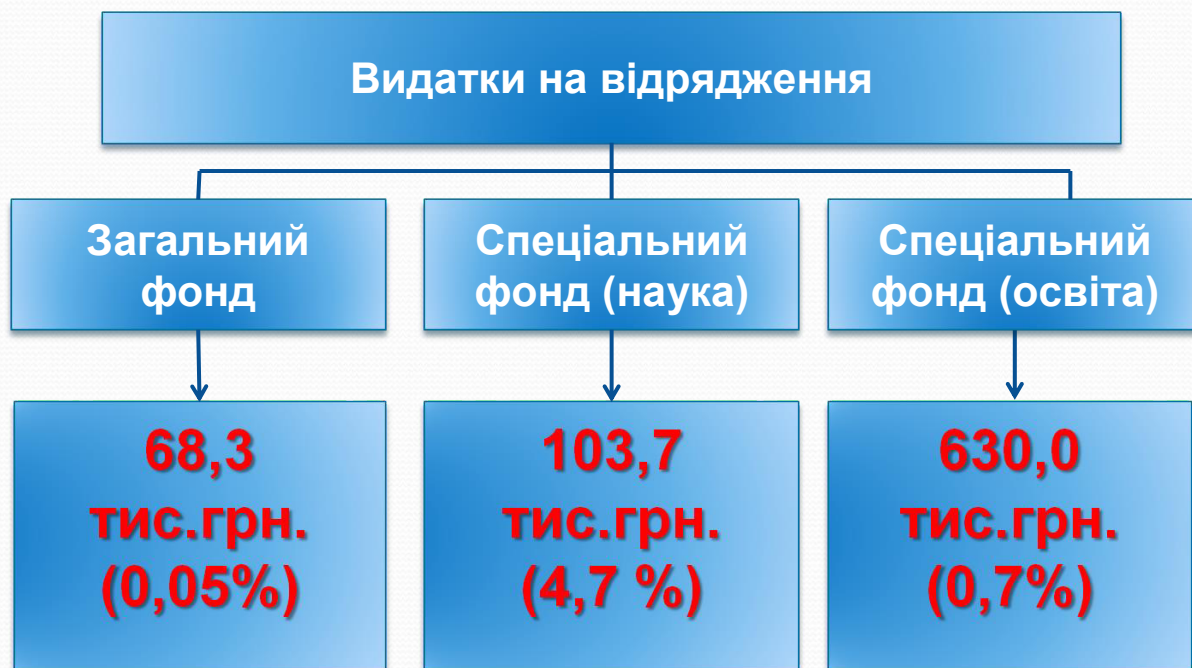 Видатки на відрядження
Загальний
фонд
Спеціальний
фонд (наука)
Спеціальний
фонд (освіта)
68,3
тис.грн.
(0,05%)
103,7
тис.грн.
(4,7 %)
630,0
тис.грн.
(0,7%)